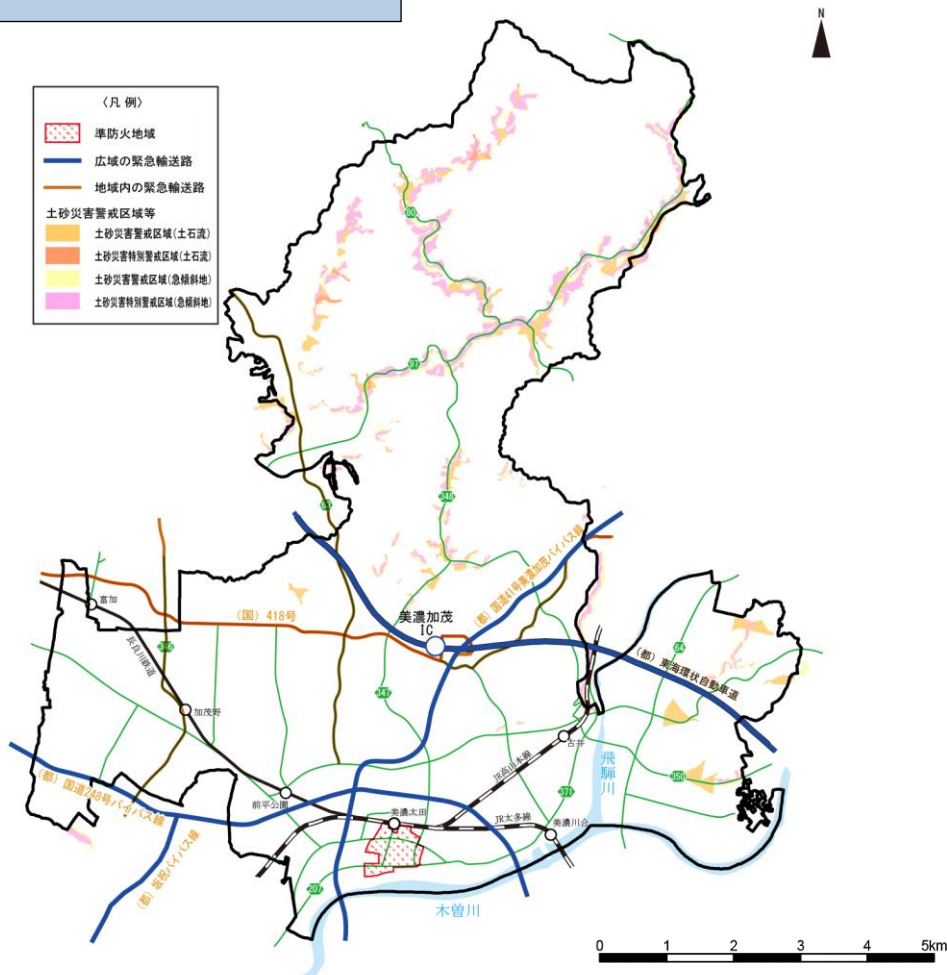 N
〈凡 例〉
準防火地域
広域の緊急輸送路
地域内の緊急輸送路
土砂災害警戒区域等
土砂災害警戒区域(土石流)
土砂災害特別警戒区域(土石流)
土砂災害警戒区域(急傾斜地)
土砂災害特別警戒区域(急傾斜地)
80
97
348
63
(都)国道41号美濃加茂バイパス線
美濃加茂
IC
(国)418号
富加
長良川鉄道
346
加茂野
347
64
(都)東海環状自動車道
古井
JR高山本線
飛騨川
350
371
(都)国道248号バイパス線
前平公園
美濃太田
JR太多線
美濃川合
(都)坂祝バイパス線
207
木曽川
0 1 2 3 4 5km